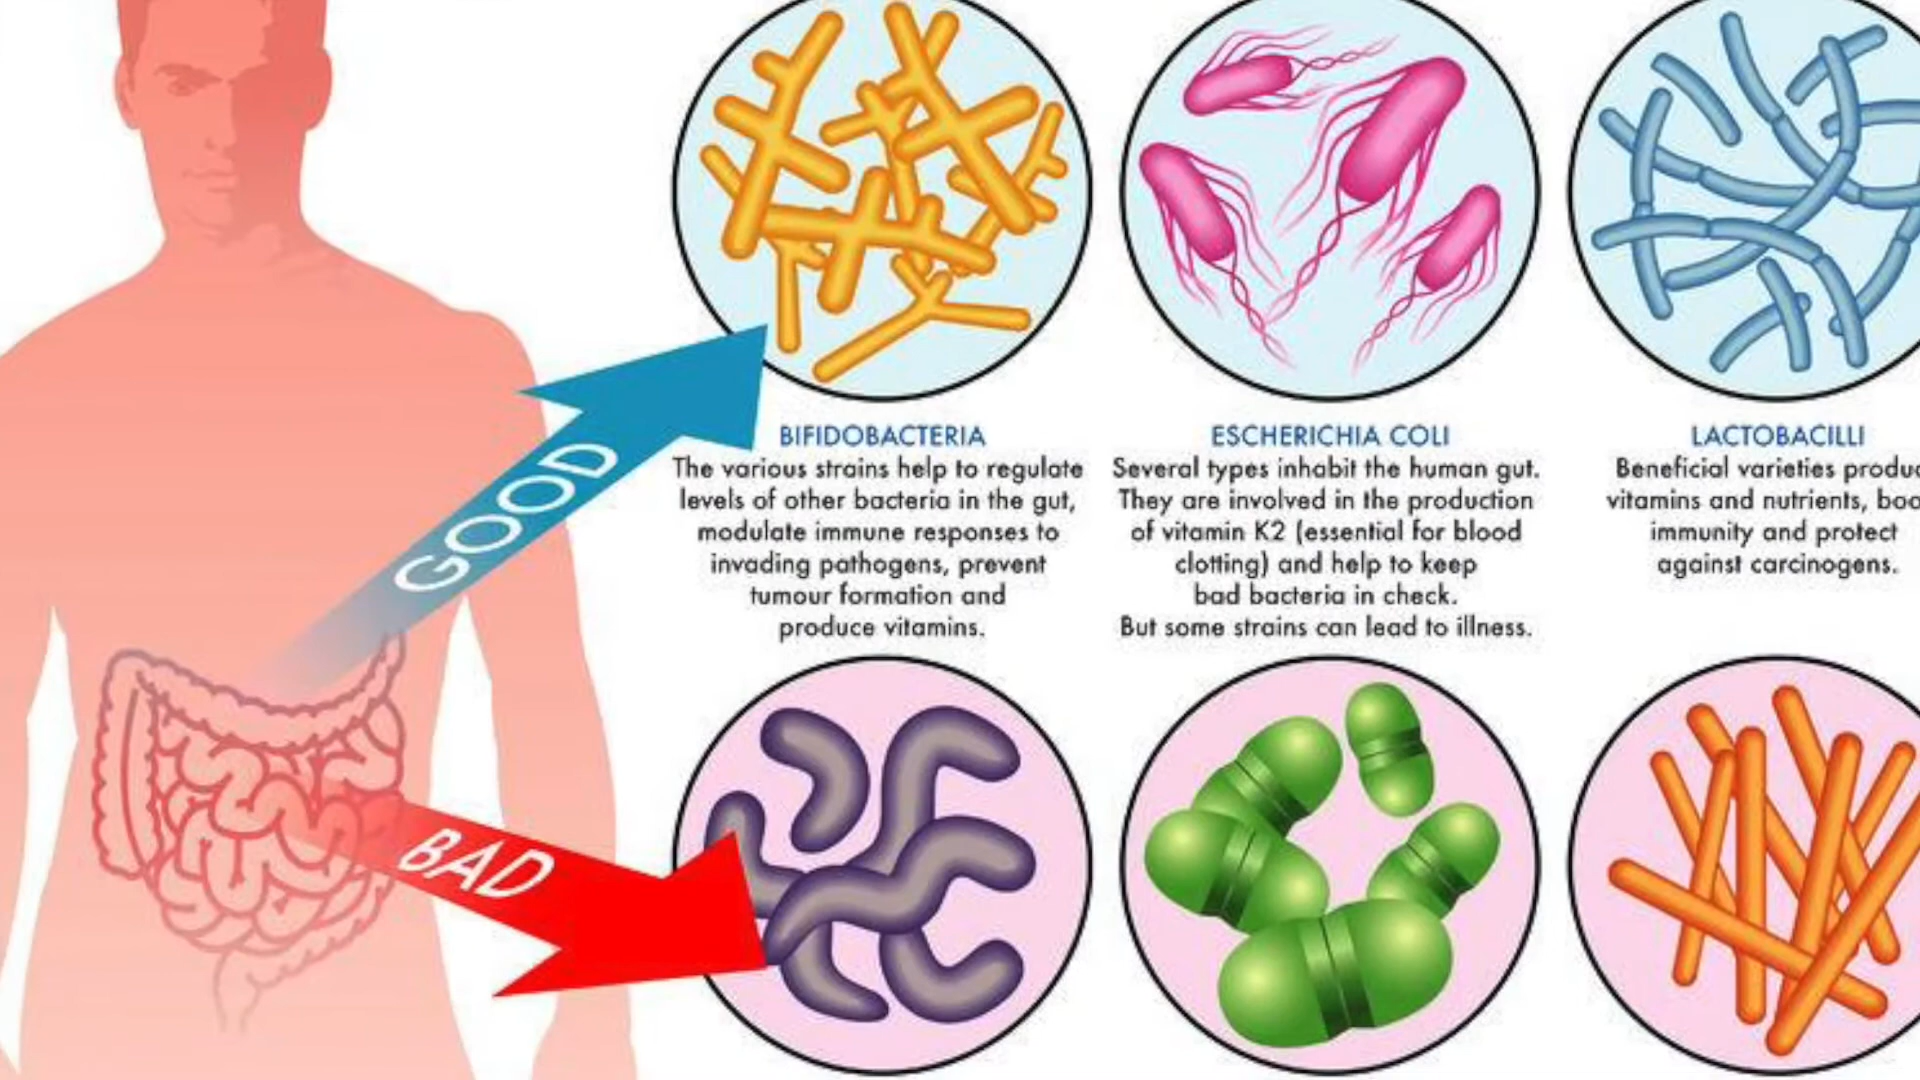 GOOD
BAD
BIFIDOBACTERIA
The various strains help to regulate
levels of other bacteria in the gut,
modulate immune responses to
invading pathogens, prevent
tumour formation and
produce vitamins.
ESCHERICHIA COLI
Several types inhabit the human gut.
They are involved in the production
of vitamin K2 (essential for blood
clotting) and help to keep
bad bacteria in check.
But some strains can lead to illness.
LACTOBACILLI
Beneficial varieties
vitamins and nutrients,
immunity and protect
against carcinogens.